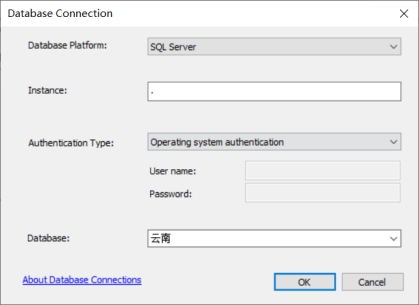 Database Connection
Database Platform:
SQL Server
Instance:
.
Authentication Type:
Operating system authentication
User name:
Password:
Database:
云南
About Database Connections
OK
Cancel